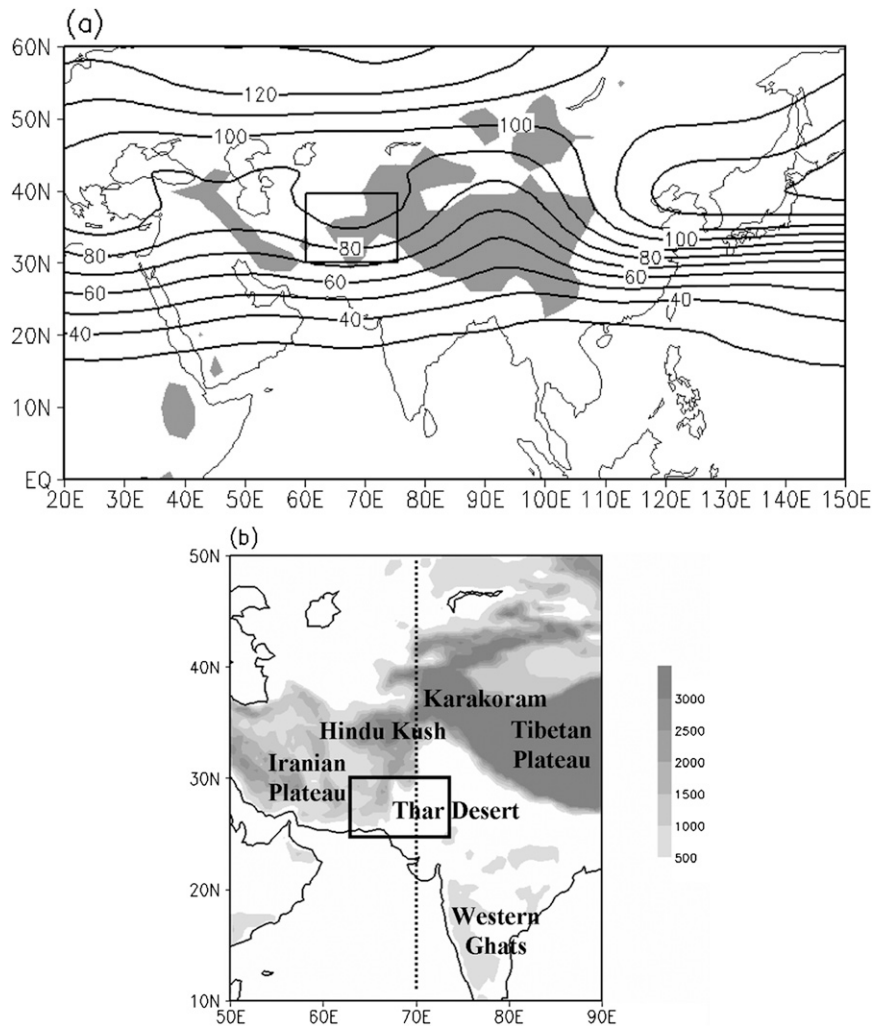 (a)
60N
50N
40N
30N
20N
10N
EQ
120
100
100
80
60
40
80
60
40
100
80
60
40
20E 30E 40E 50E 60E 70E 80E 90E 100E 110E 120E 130E 140E 150E
(b)
50N
40N
30N
20N
10N
Karakoram
Hindu Kush
Tibetan
Plateau
Iranian
Plateau
Thar Desert
Western
Ghats
50E 60E 70E 80E 90E
3000
2500
2000
1500
1000
500